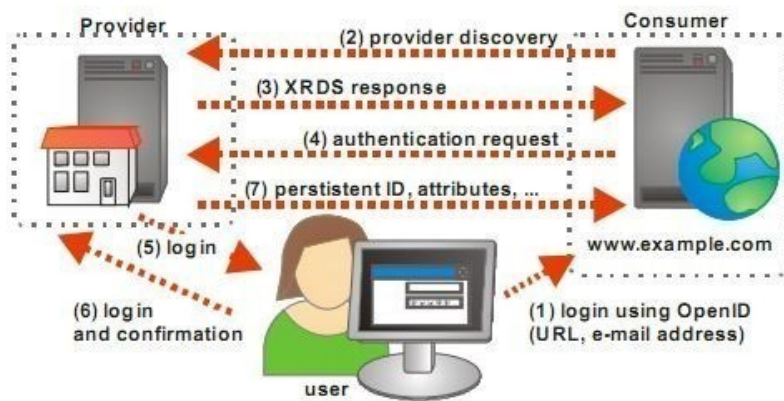 Provider
Consumer
(2) provider discovery
(3) XRDS response
(4) authentication request
(7) perstistent ID, attributes, ...
www.example.com
(5) login
(6) login
and confirmation
(1) login using OpenID
(URL, e-mail address)
user